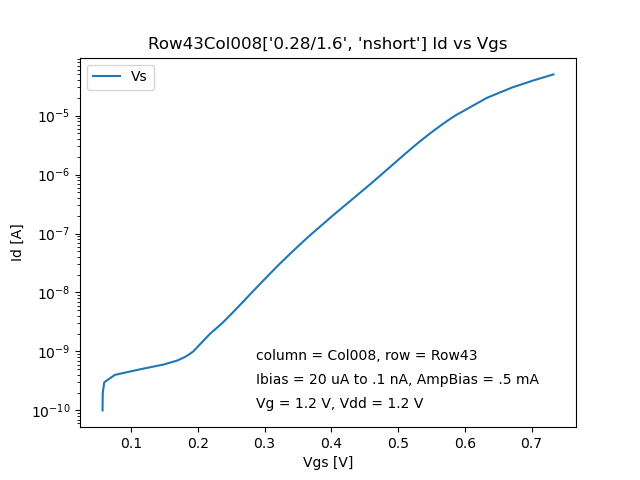 Row43Col008['0.28/1.6', 'nshort'] Id vs Vgs
Vs
Id [A]
10⁻⁵
10⁻⁶
10⁻⁷
10⁻⁸
10⁻⁹
10⁻¹⁰
column = Col008, row = Row43
Ibias = 20 uA to .1 nA, AmpBias = .5 mA
Vg = 1.2 V, Vdd = 1.2 V
0.1 0.2 0.3 0.4 0.5 0.6 0.7
Vgs [V]